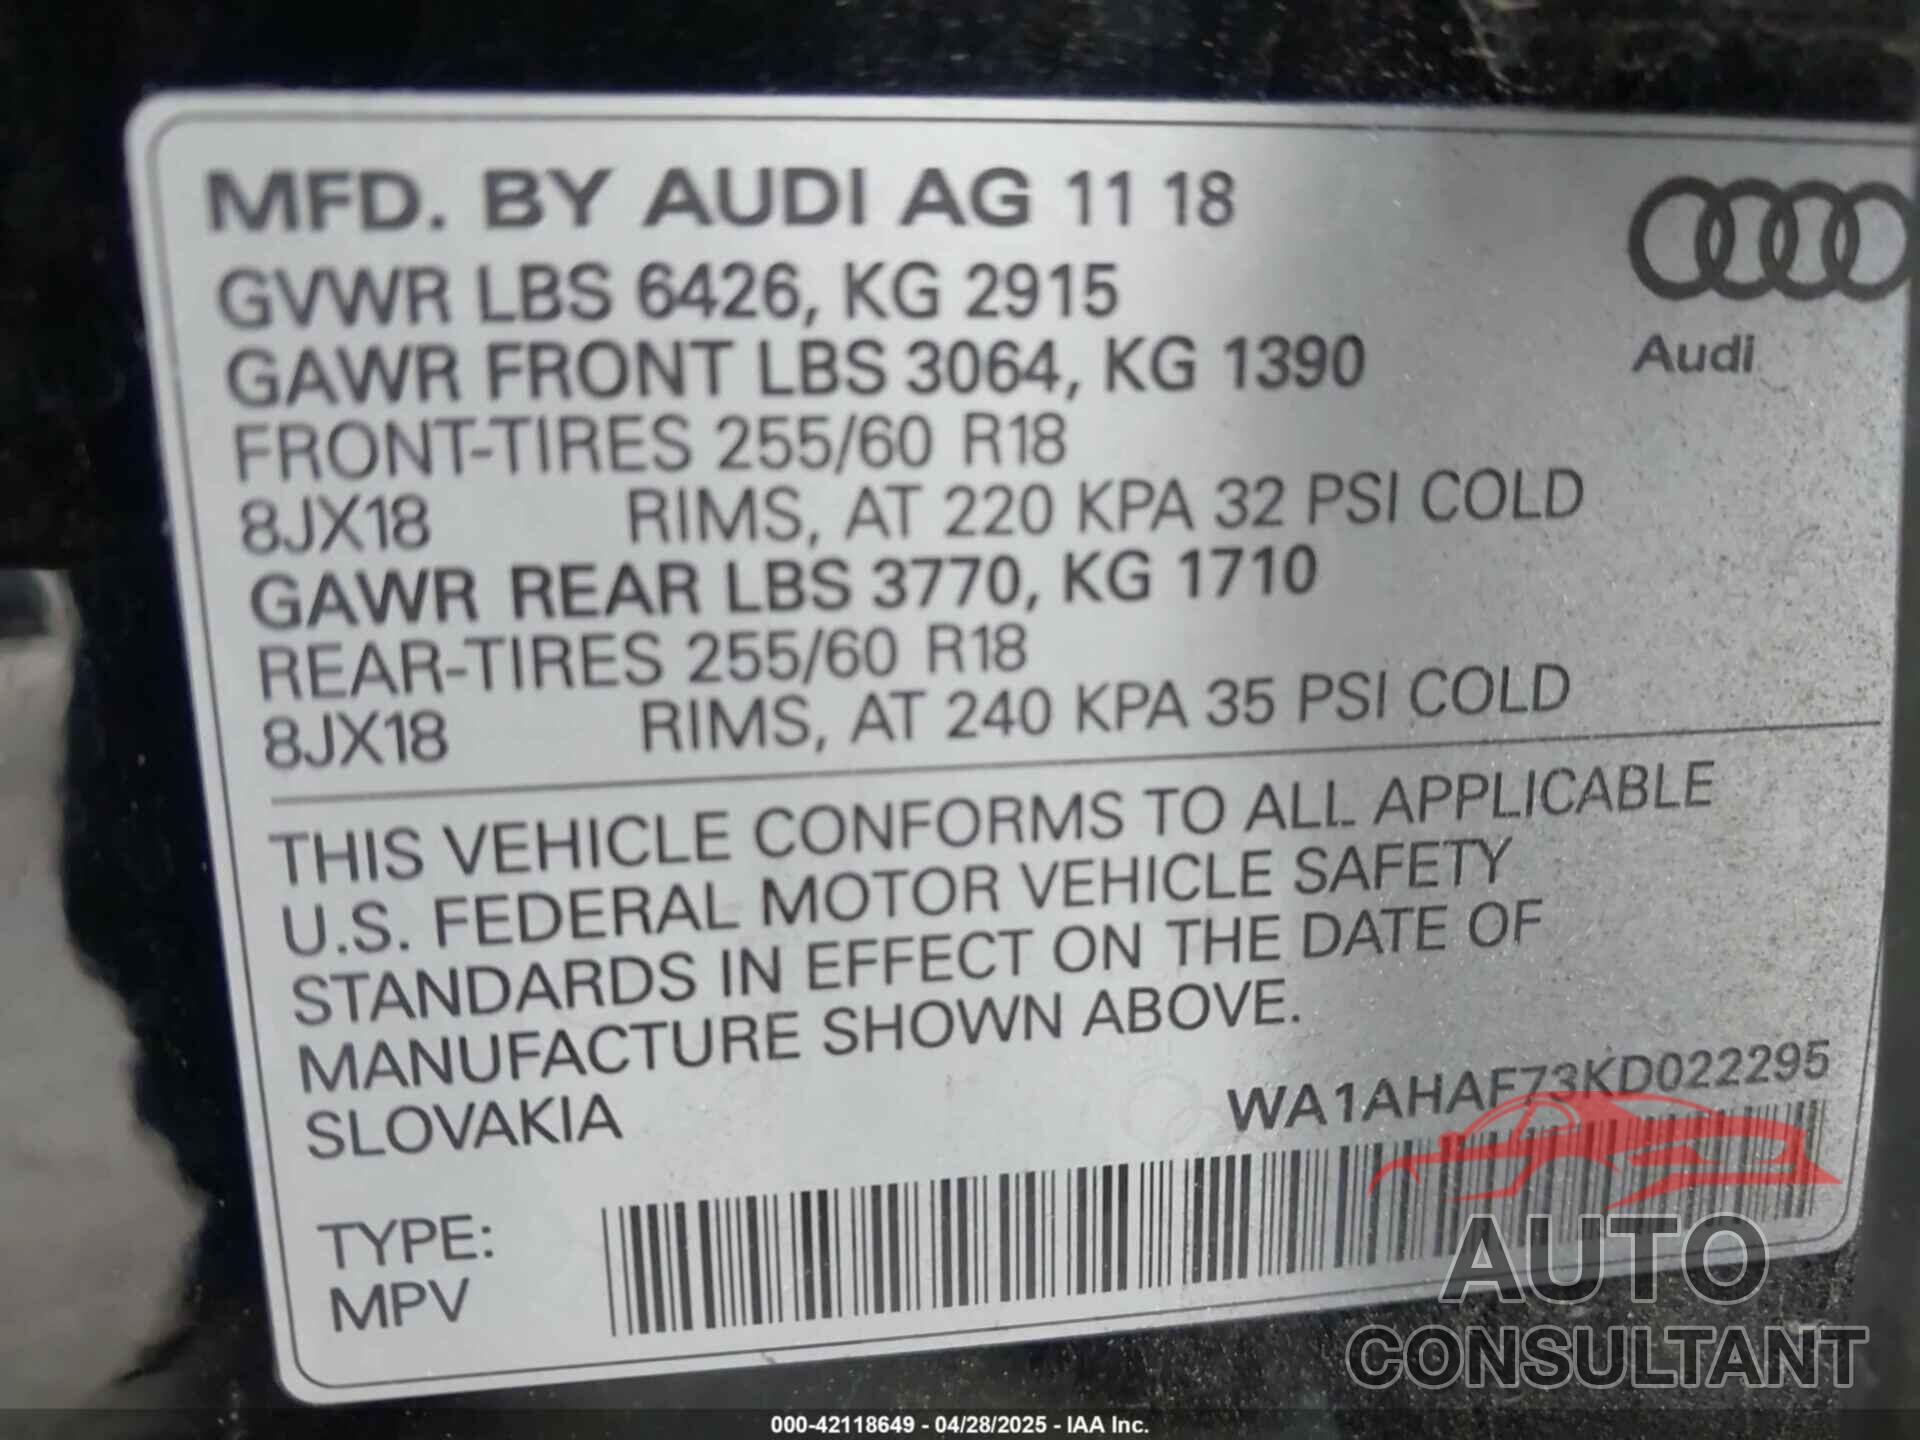 MFD. BY AUDI AG 11 18
GVWR LBS 6426, KG 2915
GAWR FRONT LBS 3064, KG 1390
Audi
FRONT-TIRES 255/60 R18
8JX18 RIMS, AT 220 KPA 32 PSI COLD
GAWR REAR LBS 3770, KG 1710
REAR-TIRES 255/60 R18
8JX18 RIMS, AT 240 KPA 35 PSI COLD
THIS VEHICLE CONFORMS TO ALL APPLICABLE
U.S. FEDERAL MOTOR VEHICLE SAFETY
STANDARDS IN EFFECT ON THE DATE OF
MANUFACTURE SHOWN ABOVE.
SLOVAKIA
WA1AHAF73KD022295
TYPE:
MPV
AUTO
CONSULTANT
000-42118649 - 04/28/2025 - IAA Inc.